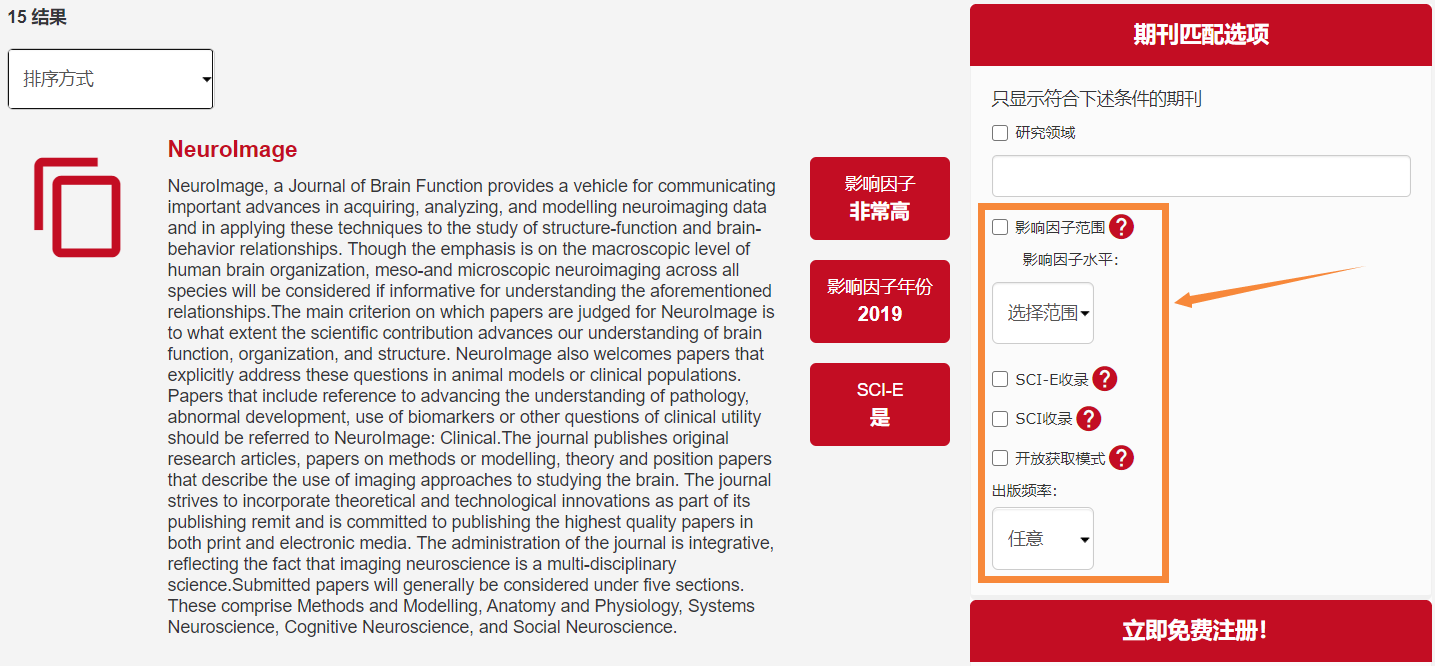 15 结果
排序方式
NeuroImage
NeuroImage, a Journal of Brain Function provides a vehicle for communicating
important advances in acquiring, analyzing, and modelling neuroimaging data
and in applying these techniques to the study of structure-function and brain-
behavior relationships. Though the emphasis is on the macroscopic level of
human brain organization, meso-and microscopic neuroimaging across all
species will be considered if informative for understanding the aforementioned
relationships.The main criterion on which papers are judged for NeuroImage is
to what extent the scientific contribution advances our understanding of brain
function, organization, and structure. NeuroImage also welcomes papers that
explicitly address these questions in animal models or clinical populations.
Papers that include reference to advancing the understanding of pathology,
abnormal development, use of biomarkers or other questions of clinical utility
should be referred to NeuroImage: Clinical.The journal publishes original
research articles, papers on methods or modelling, theory and position papers
that describe the use of imaging approaches to studying the brain. The journal
strives to incorporate theoretical and technological innovations as part of its
publishing remit and is committed to publishing the highest quality papers in
both print and electronic media. The administration of the journal is integrative,
reflecting the fact that imaging neuroscience is a multi-disciplinary
science.Submitted papers will generally be considered under five sections.
These comprise Methods and Modelling, Anatomy and Physiology, Systems
Neuroscience, Cognitive Neuroscience, and Social Neuroscience.
影响因子
非常高
影响因子年份
2019
SCI-E
是
期刊匹配选项
只显示符合下述条件的期刊
研究领域
影响因子范围 ?
影响因子水平：
选择范围
SCI-E收录 ?
SCI收录 ?
开放获取模式 ?
出版频率：
任意
立即免费注册！